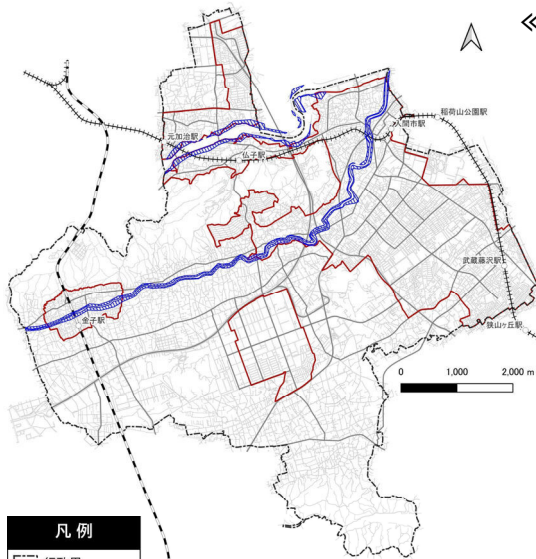 元加治駅
仏子駅
入間市駅
稲荷山公園駅
武蔵藤沢駅
狭山ヶ丘駅
金子駅
0 1,000 2,000 m
凡 例